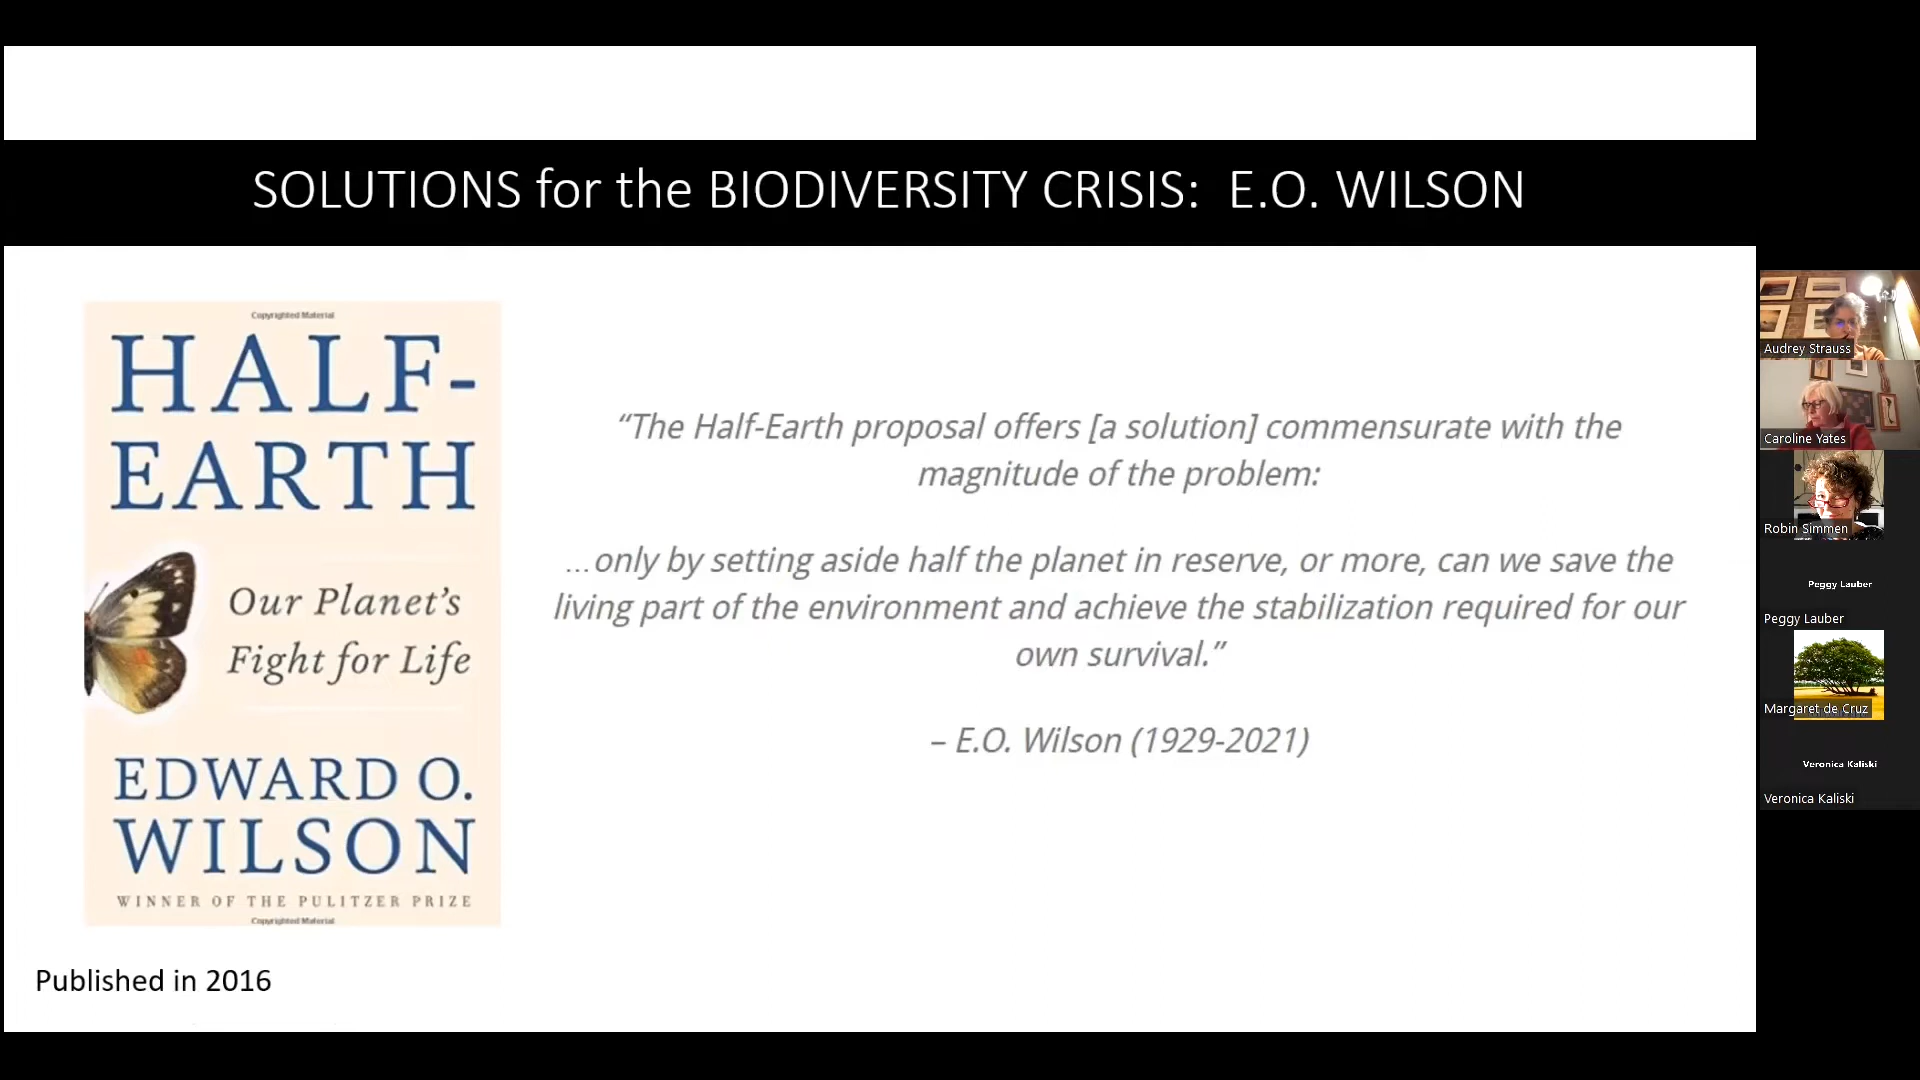 SOLUTIONS for the BIODIVERSITY CRISIS: E.O. WILSON
Copyrighted Material
HALF-
EARTH
Our Planet's
Fight for Life
EDWARD O.
WILSON
WINNER OF THE PULITZER PRIZE
Copyrighted Material
Published in 2016
“The Half-Earth proposal offers [a solution] commensurate with the
magnitude of the problem:
…only by setting aside half the planet in reserve, or more, can we save the
living part of the environment and achieve the stabilization required for our
own survival.”
– E.O. Wilson (1929-2021)
Audrey Strauss
Caroline Yates
Robin Simmen
Peggy Lauber
Peggy Lauber
Margaret de Cruz
Veronica Kaliski
Veronica Kaliski